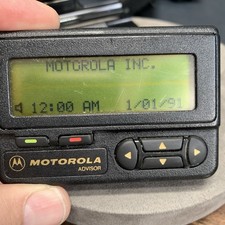 MOTOROLA INC.
12:00 AM 1/01/91
MOTOROLA
ADVISOR